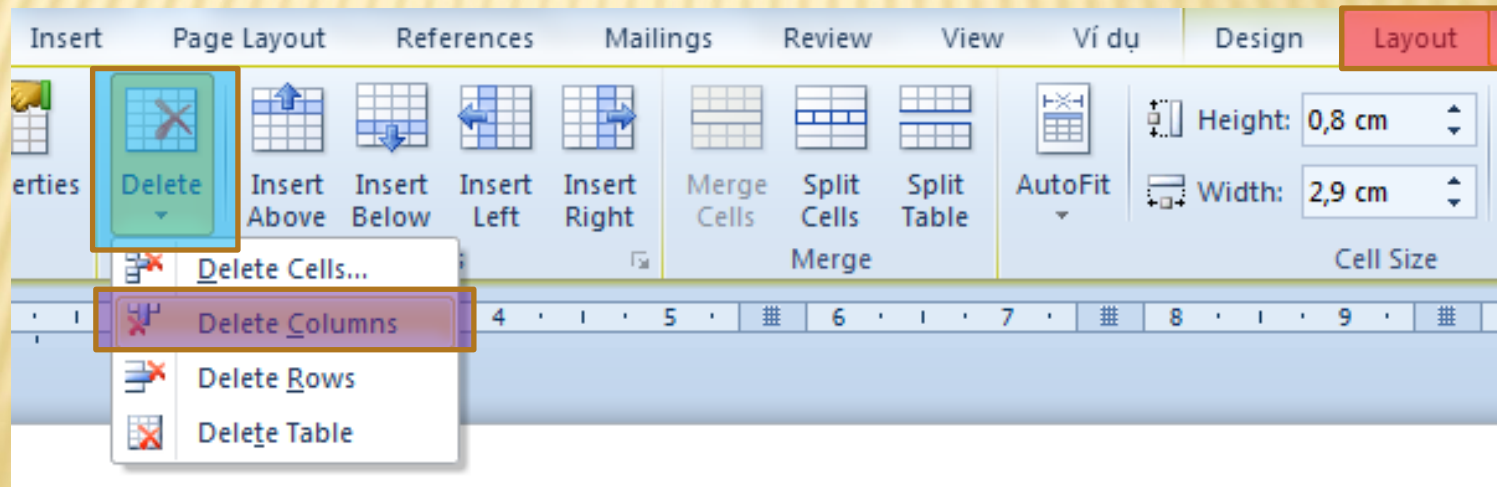 Insert Page Layout References Mailings Review View Ví dụ Design Layout
erties Delete Insert Above Insert Below Insert Left Insert Right Merge Cells Split Cells Split Table AutoFit Height: 0,8 cm
Width: 2,9 cm
Merge Cell Size
Delete Cells...
Delete Columns
Delete Rows
Delete Table
4 5 6 7 8 9